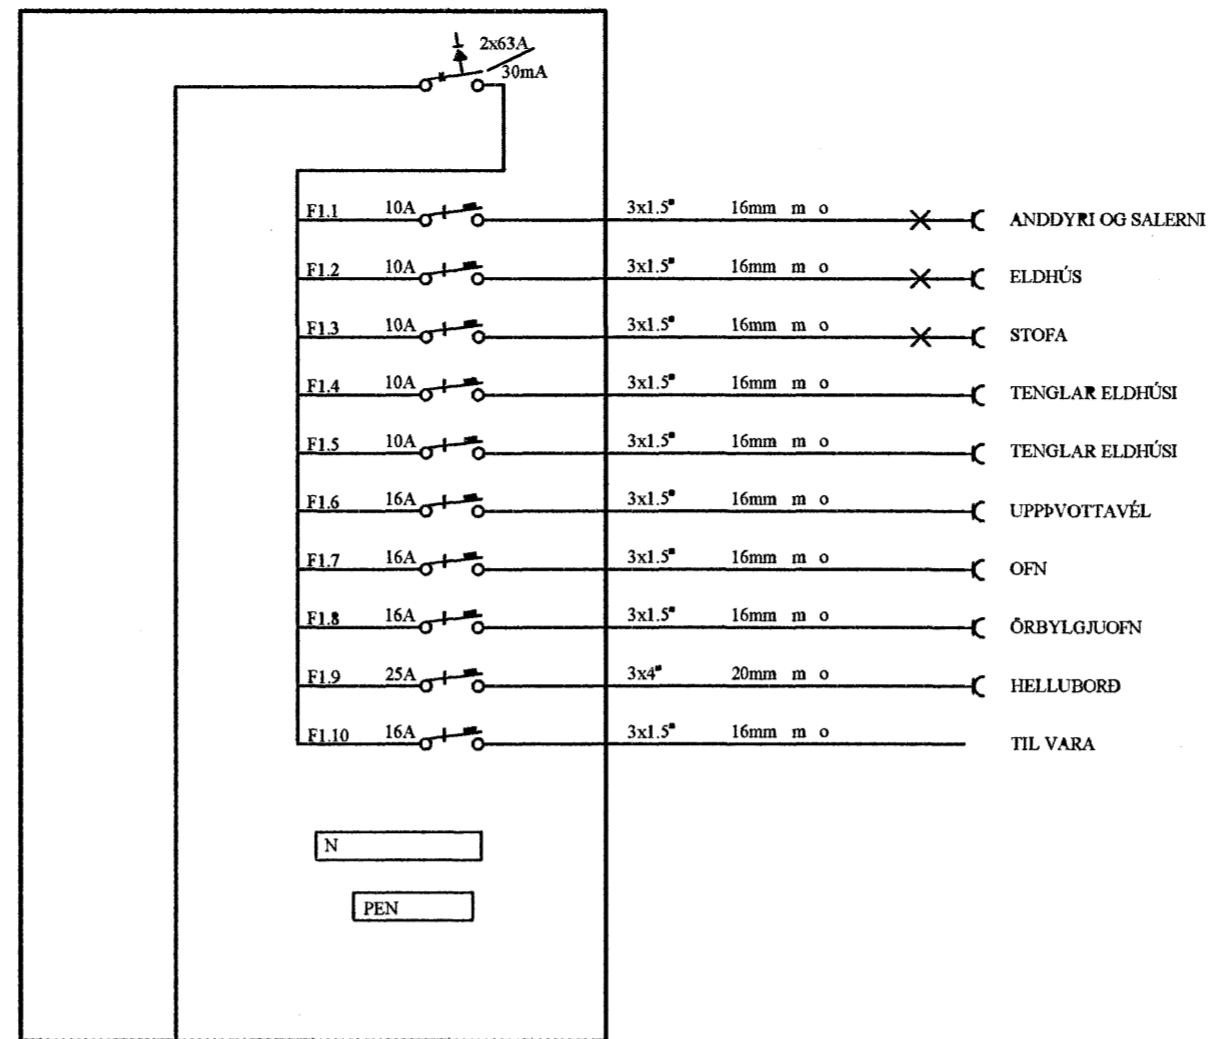 2x63A
30mA
F1.1 10A 3x1.5▪ 16mm m o ANDDYRI OG SALERNI
F1.2 10A 3x1.5▪ 16mm m o ELDHÚS
F1.3 10A 3x1.5▪ 16mm m o STOFA
F1.4 10A 3x1.5▪ 16mm m o TENGLAR ELDHÚSI
F1.5 10A 3x1.5▪ 16mm m o TENGLAR ELDHÚSI
F1.6 16A 3x1.5▪ 16mm m o UPPÞVOTTAVÉL
F1.7 16A 3x1.5▪ 16mm m o OFN
F1.8 16A 3x1.5▪ 16mm m o ÖRBYLGJUOFN
F1.9 25A 3x4▪ 20mm m o HELLUBORÐ
F1.10 16A 3x1.5▪ 16mm m o TIL VARA
N
PEN